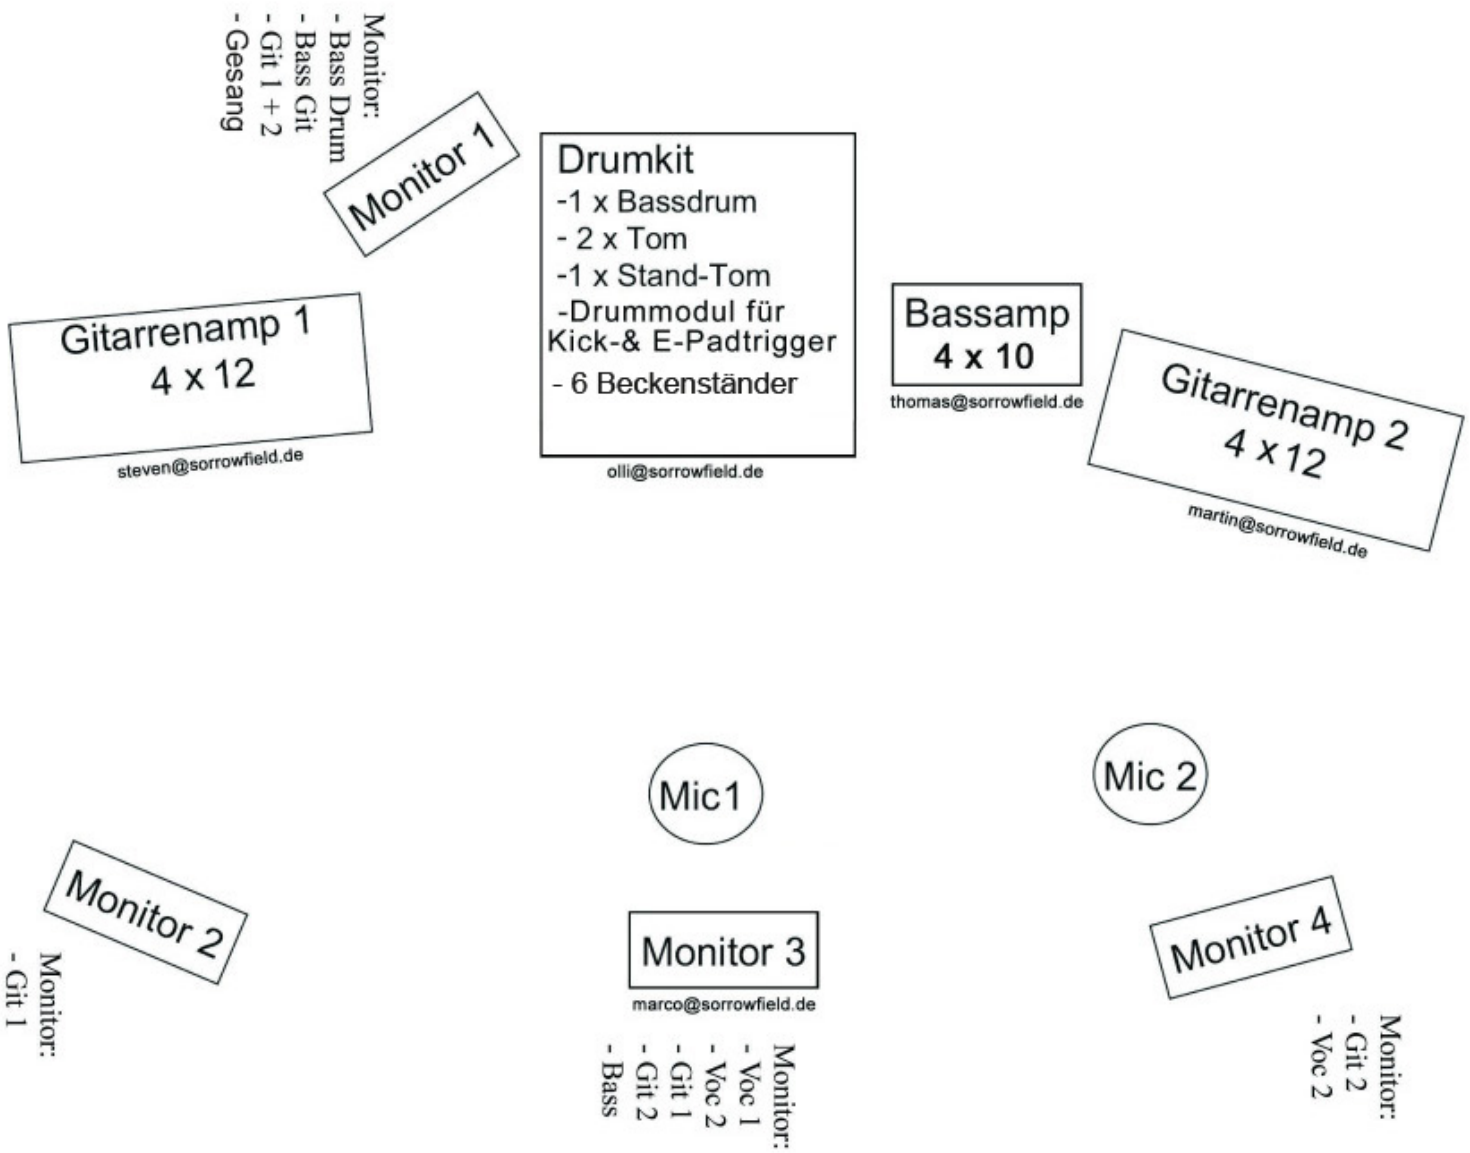 Monitor:
- Bass Drum
- Bass Git
- Git 1 + 2
- Gesang
Monitor 1
Drumkit
-1 x Bassdrum
- 2 x Tom
-1 x Stand-Tom
-Drummodul für
Kick-& E-Padtrigger
- 6 Beckenständer
olli@sorrowfield.de
Gitarrenamp 1
4 x 12
steven@sorrowfield.de
Bassamp
4 x 10
thomas@sorrowfield.de
Gitarrenamp 2
4 x 12
martin@sorrowfield.de
Mic1
Mic 2
Monitor 2
Monitor:
- Git 1
Monitor 3
marco@sorrowfield.de
Monitor:
- Voc 1
- Voc 2
- Git 1
- Git 2
- Bass
Monitor 4
Monitor:
- Git 2
- Voc 2